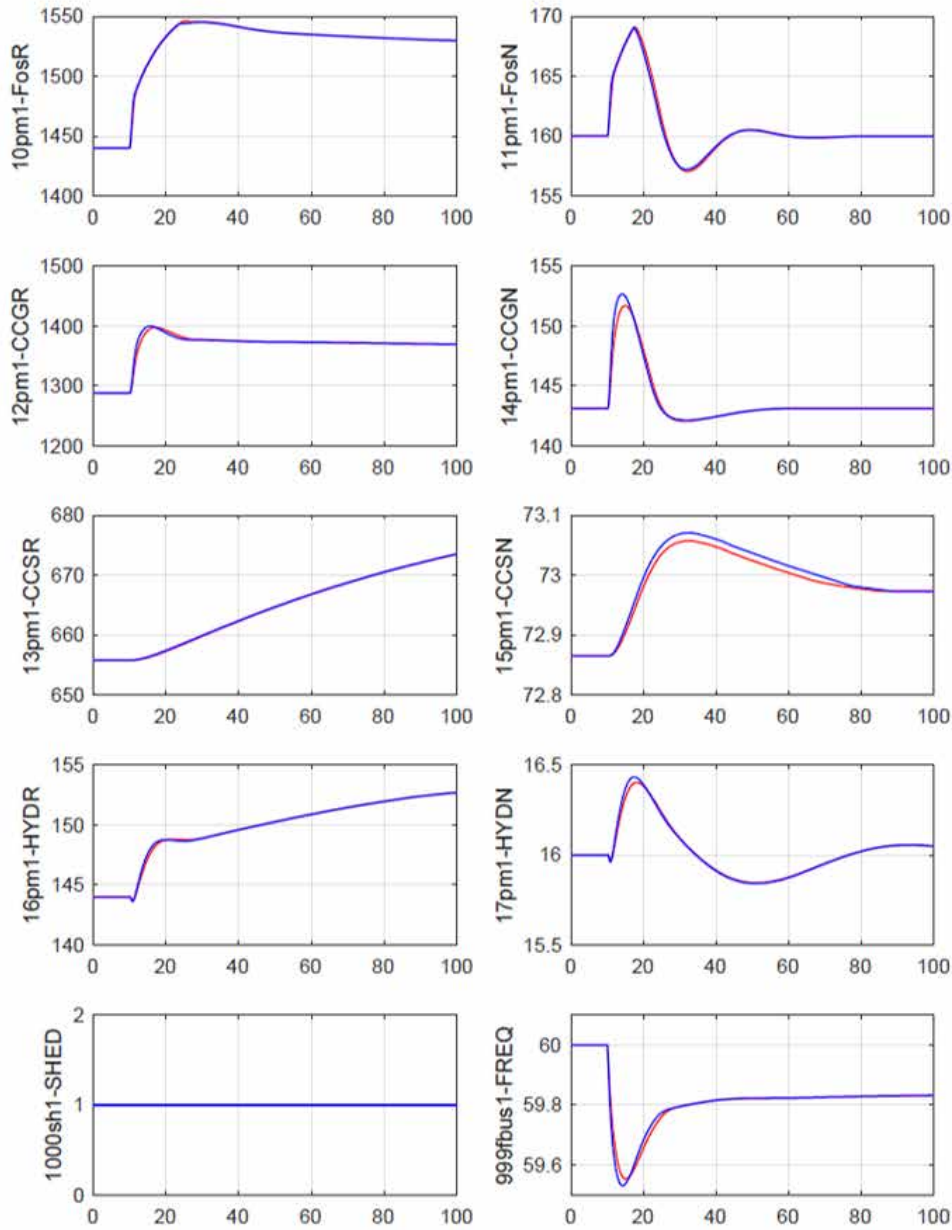 10pm1-FosR
1550
1500
1450
1400
0 20 40 60 80 100
11pm1-FosN
170
165
160
155
0 20 40 60 80 100
12pm1-CCGR
1500
1400
1300
1200
0 20 40 60 80 100
14pm1-CCGN
155
150
145
140
0 20 40 60 80 100
13pm1-CCSR
680
670
660
650
0 20 40 60 80 100
15pm1-CCSN
73.1
73
72.9
72.8
0 20 40 60 80 100
16pm1-HYDR
155
150
145
140
0 20 40 60 80 100
17pm1-HYDN
16.5
16
15.5
0 20 40 60 80 100
1000sh1-SHED
2
1
0
0 20 40 60 80 100
999fbus1-FREQ
60
59.8
59.6
0 20 40 60 80 100